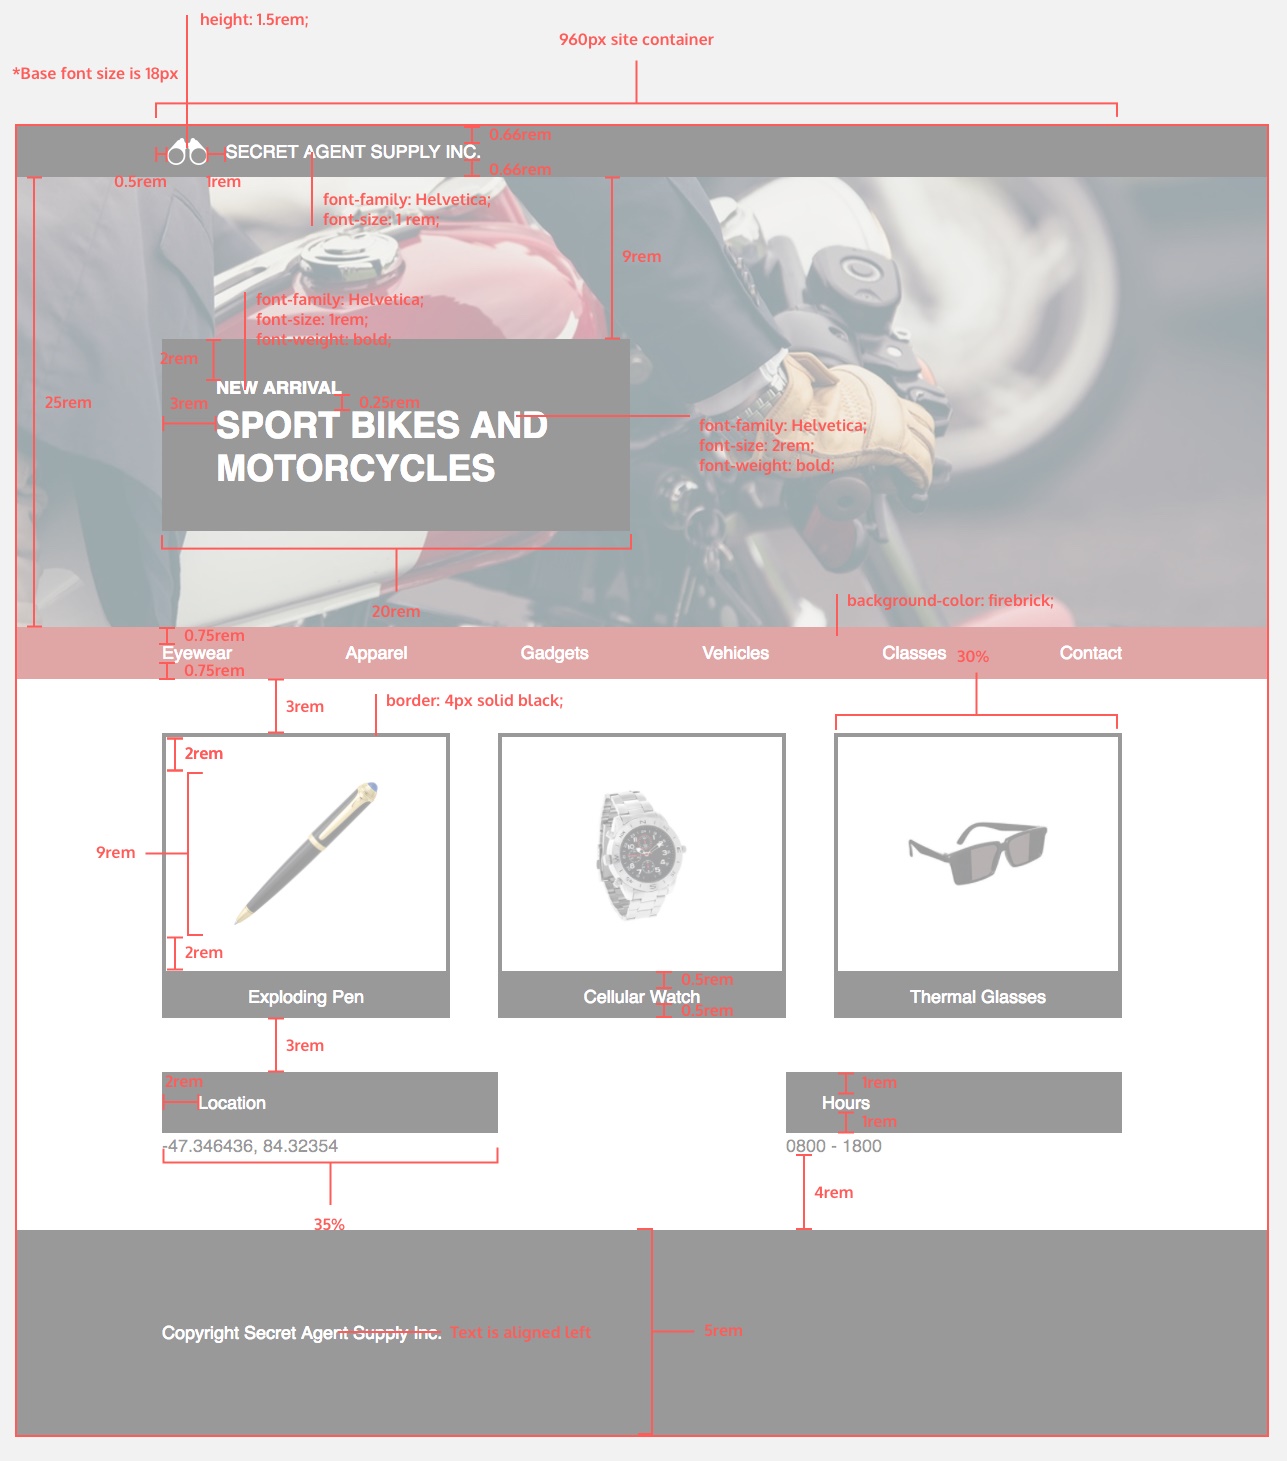 height: 1.5rem;
960px site container
*Base font size is 18px
0.66rem
SECRET AGENT SUPPLY INC.
0.66rem
0.5rem
1rem
font-family: Helvetica;
font-size: 1 rem;
9rem
font-family: Helvetica;
font-size: 1rem;
font-weight: bold;
2rem
NEW ARRIVAL
25rem
3rem
0.25rem
SPORT BIKES AND
MOTORCYCLES
font-family: Helvetica;
font-size: 2rem;
font-weight: bold;
20rem
background-color: firebrick;
0.75rem
Eyewear
Apparel
Gadgets
Vehicles
Classes
30%
Contact
0.75rem
3rem
border: 4px solid black;
2rem
9rem
2rem
0.5rem
Exploding Pen
Cellular Watch
Thermal Glasses
0.5rem
3rem
2rem
1rem
Location
Hours
1rem
-47.346436, 84.32354
0800 - 1800
4rem
35%
Copyright Secret Agent Supply Inc.
Text is aligned left
5rem